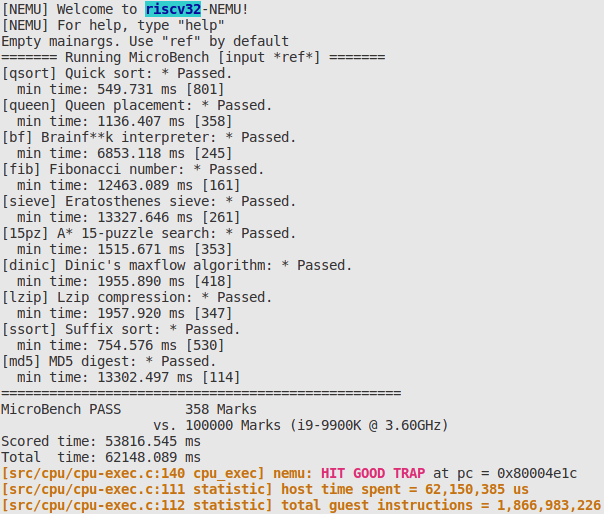 [NEMU] Welcome to riscv32-NEMU!
[NEMU] For help, type "help"
Empty mainargs. Use "ref" by default
======= Running MicroBench [input *ref*] =======
[qsort] Quick sort: * Passed.
  min time: 549.731 ms [801]
[queen] Queen placement: * Passed.
  min time: 1136.407 ms [358]
[bf] Brainf**k interpreter: * Passed.
  min time: 6853.118 ms [245]
[fib] Fibonacci number: * Passed.
  min time: 12463.089 ms [161]
[sieve] Eratosthenes sieve: * Passed.
  min time: 13327.646 ms [261]
[15pz] A* 15-puzzle search: * Passed.
  min time: 1515.671 ms [353]
[dinic] Dinic's maxflow algorithm: * Passed.
  min time: 1955.890 ms [418]
[lzip] Lzip compression: * Passed.
  min time: 1957.920 ms [347]
[ssort] Suffix sort: * Passed.
  min time: 754.576 ms [530]
[md5] MD5 digest: * Passed.
  min time: 13302.497 ms [114]
==================================================
MicroBench PASS        358 Marks
                   vs. 100000 Marks (i9-9900K @ 3.60GHz)
Scored time: 53816.545 ms
Total  time: 62148.089 ms
[src/cpu/cpu-exec.c:140 cpu_exec] nemu: HIT GOOD TRAP at pc = 0x80004e1c
[src/cpu/cpu-exec.c:111 statistic] host time spent = 62,150,385 us
[src/cpu/cpu-exec.c:112 statistic] total guest instructions = 1,866,983,226